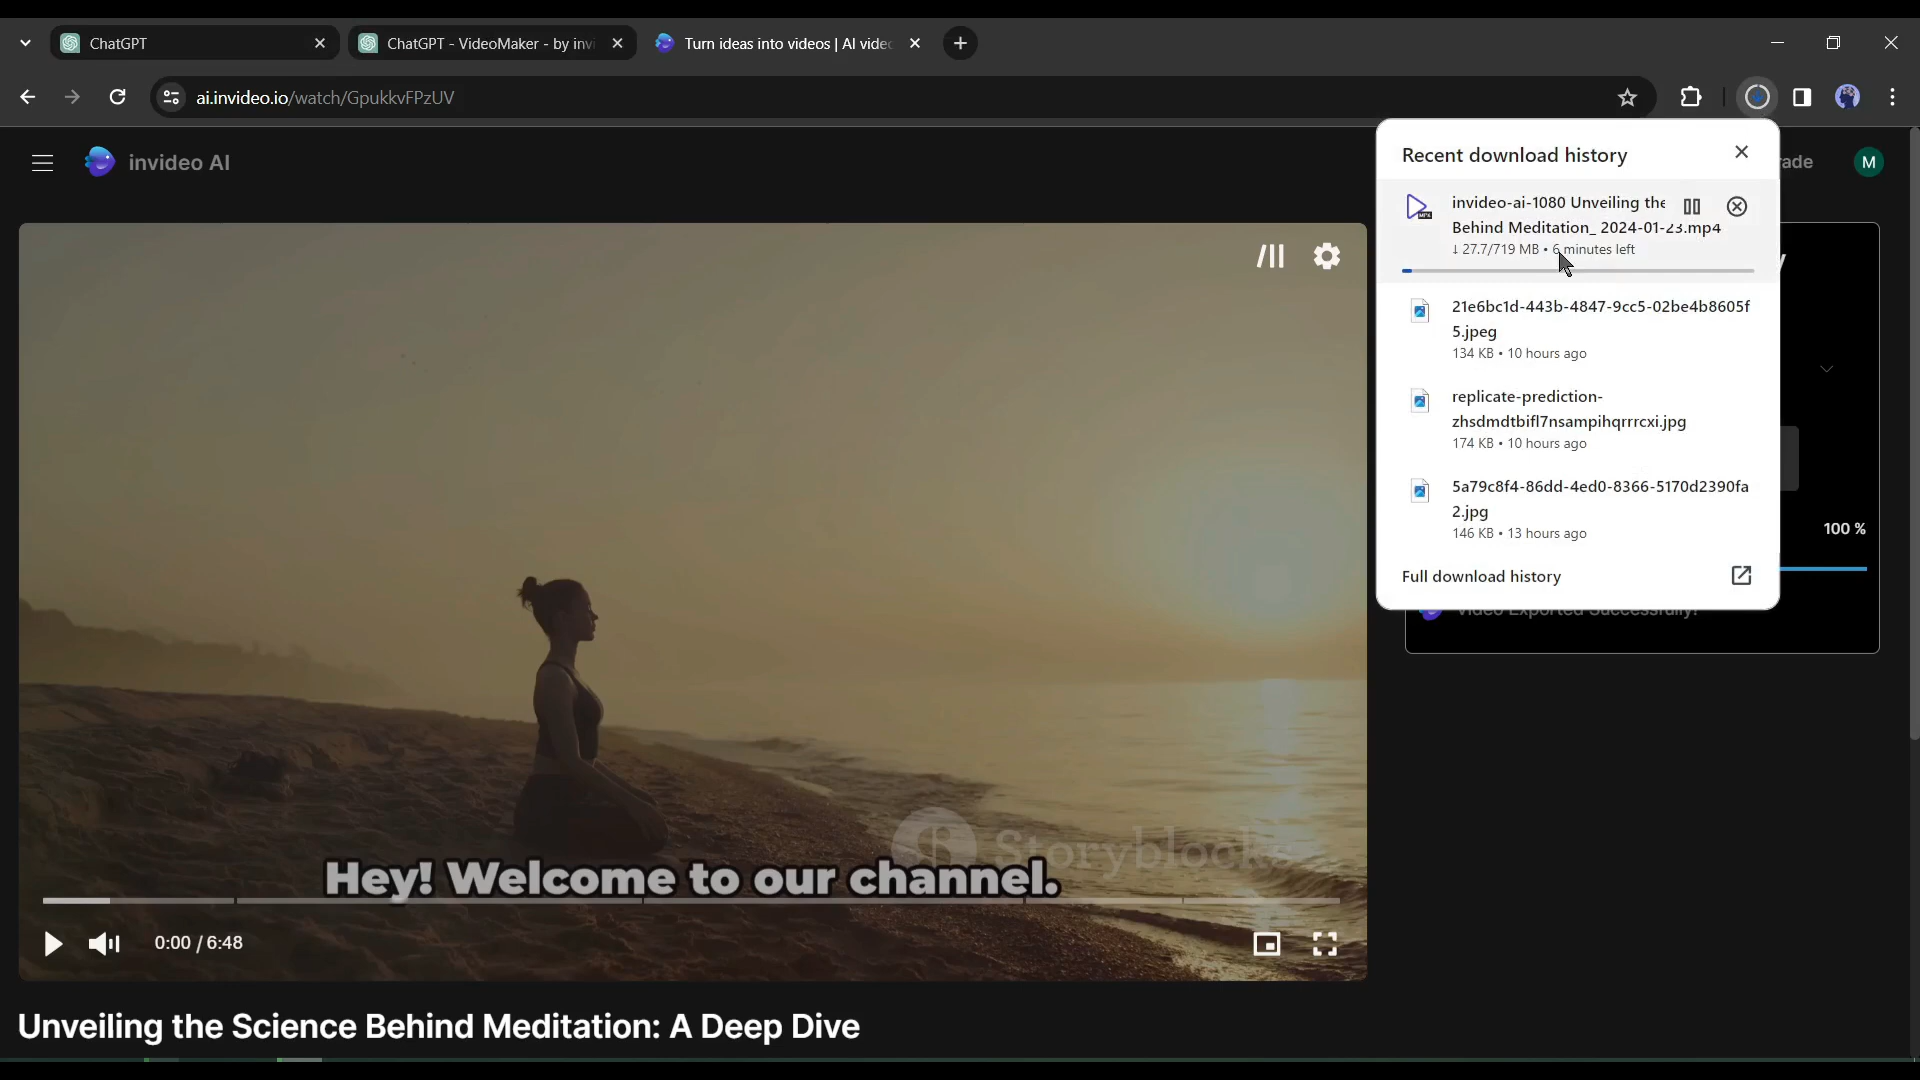 ChatGPT
ChatGPT - VideoMaker - by invi
Turn ideas into videos | AI video
ai.invideo.io/watch/GpukkvFPzUV
invideo AI
Recent download history
invideo-ai-1080 Unveiling the
Behind Meditation_ 2024-01-23.mp4
↓ 27.7/719 MB • 6 minutes left
21e6bc1d-443b-4847-9cc5-02be4b8605f
5.jpeg
134 KB • 10 hours ago
replicate-prediction-
zhsdmdtbifl7nsampihqrrrcxi.jpg
174 KB • 10 hours ago
5a79c8f4-86dd-4ed0-8366-5170d2390fa
2.jpg
146 KB • 13 hours ago
Full download history
rade
M
100 %
Video Exported Successfully!
Storyblocks
Hey! Welcome to our channel.
0:00 / 6:48
Unveiling the Science Behind Meditation: A Deep Dive